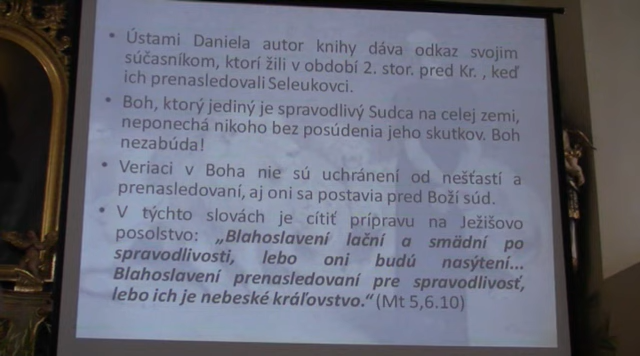 • Ústami Daniela autor knihy dáva odkaz svojim
súčasníkom, ktorí žili v období 2. stor. pred Kr. , keď
ich prenasledovali Seleukovci.
• Boh, ktorý jediný je spravodlivý Sudca na celej zemi,
neponechá nikoho bez posúdenia jeho skutkov. Boh
nezabúda!
• Veriaci v Boha nie sú uchránení od nešťastí a
prenasledovaní, aj oni sa postavia pred Boží súd.
• V týchto slovách je cítiť prípravu na Ježišovo
posolstvo: „Blahoslavení lační a smädní po
spravodlivosti, lebo oni budú nasýtení...
Blahoslavení prenasledovaní pre spravodlivosť,
lebo ich je nebeské kráľovstvo.“ (Mt 5,6.10)